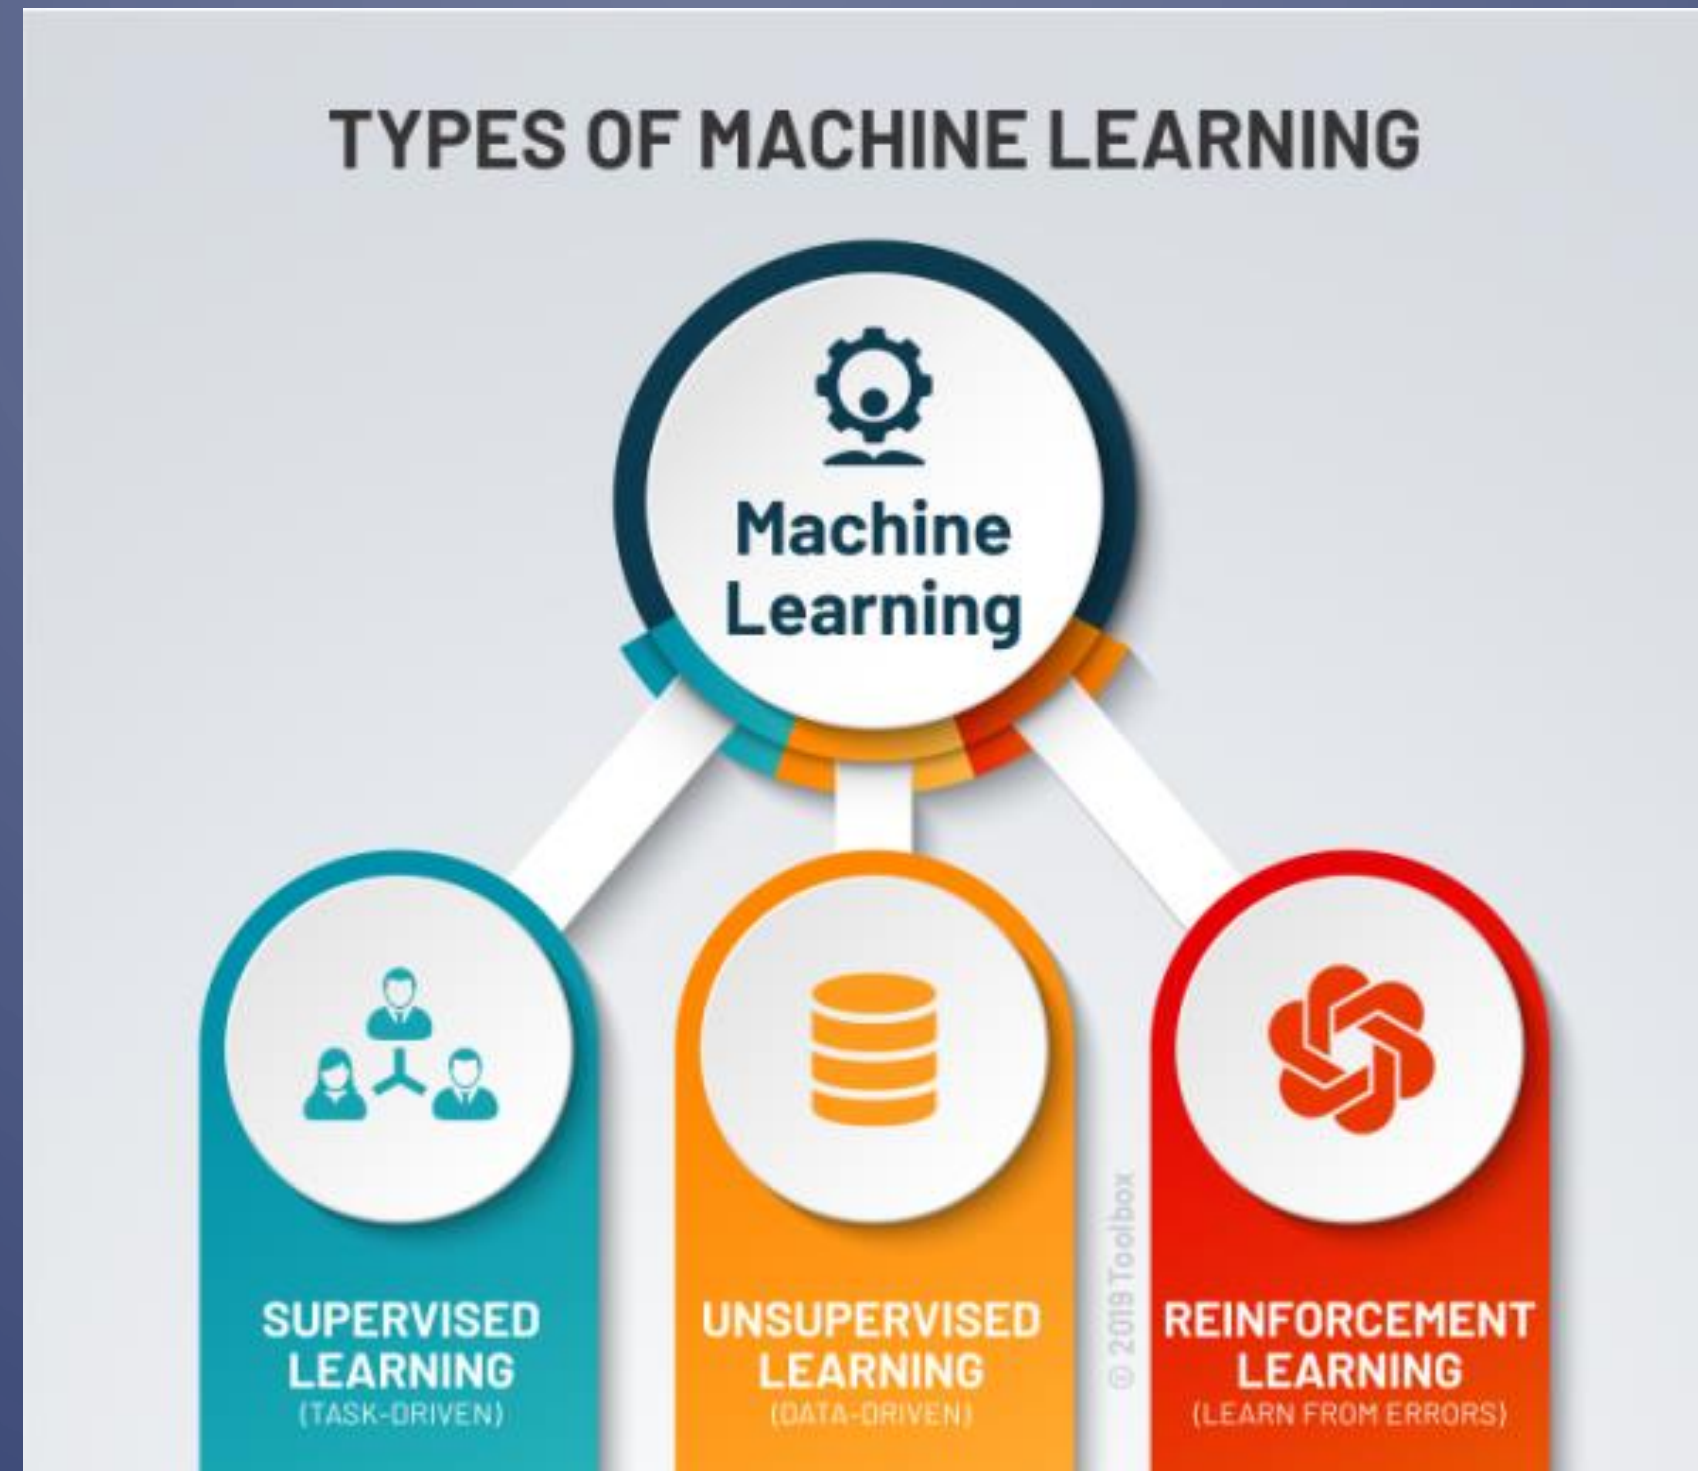 TYPES OF MACHINE LEARNING
Machine
Learning
SUPERVISED
LEARNING
(TASK-DRIVEN)
UNSUPERVISED
LEARNING
(DATA-DRIVEN)
© 2019 Toolbox
REINFORCEMENT
LEARNING
(LEARN FROM ERRORS)